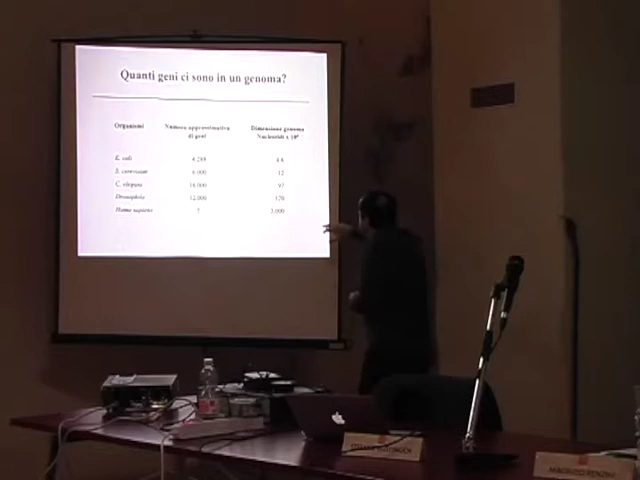 Quanti geni ci sono in un genoma?
Organismi Numero approssimativo di geni Dimensione genoma Nucleotidi x 10⁶
E. coli 4.288 4.6
S. cerevisiae 6.000 12
C. elegans 18.000 97
Drosophila 12.000 170
Homo sapiens ? 3.000